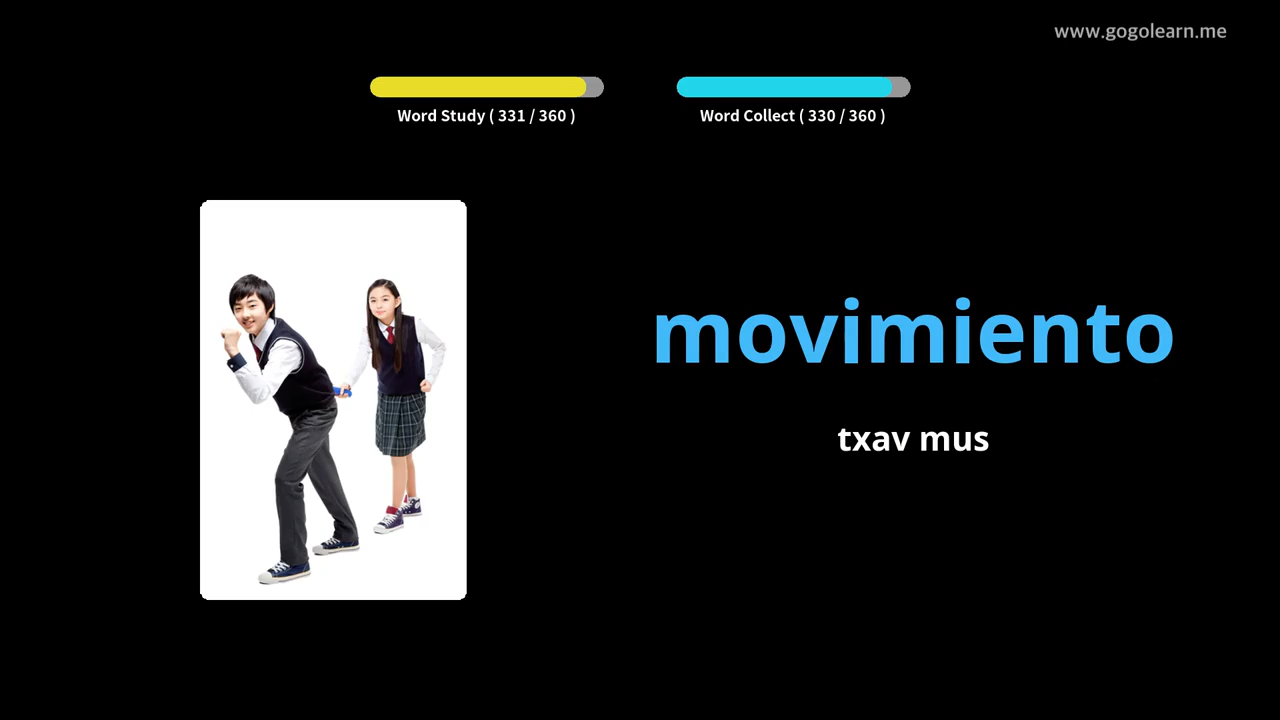 www.gogolearn.me
Word Study ( 331 / 360 )
Word Collect ( 330 / 360 )
movimiento
txav mus